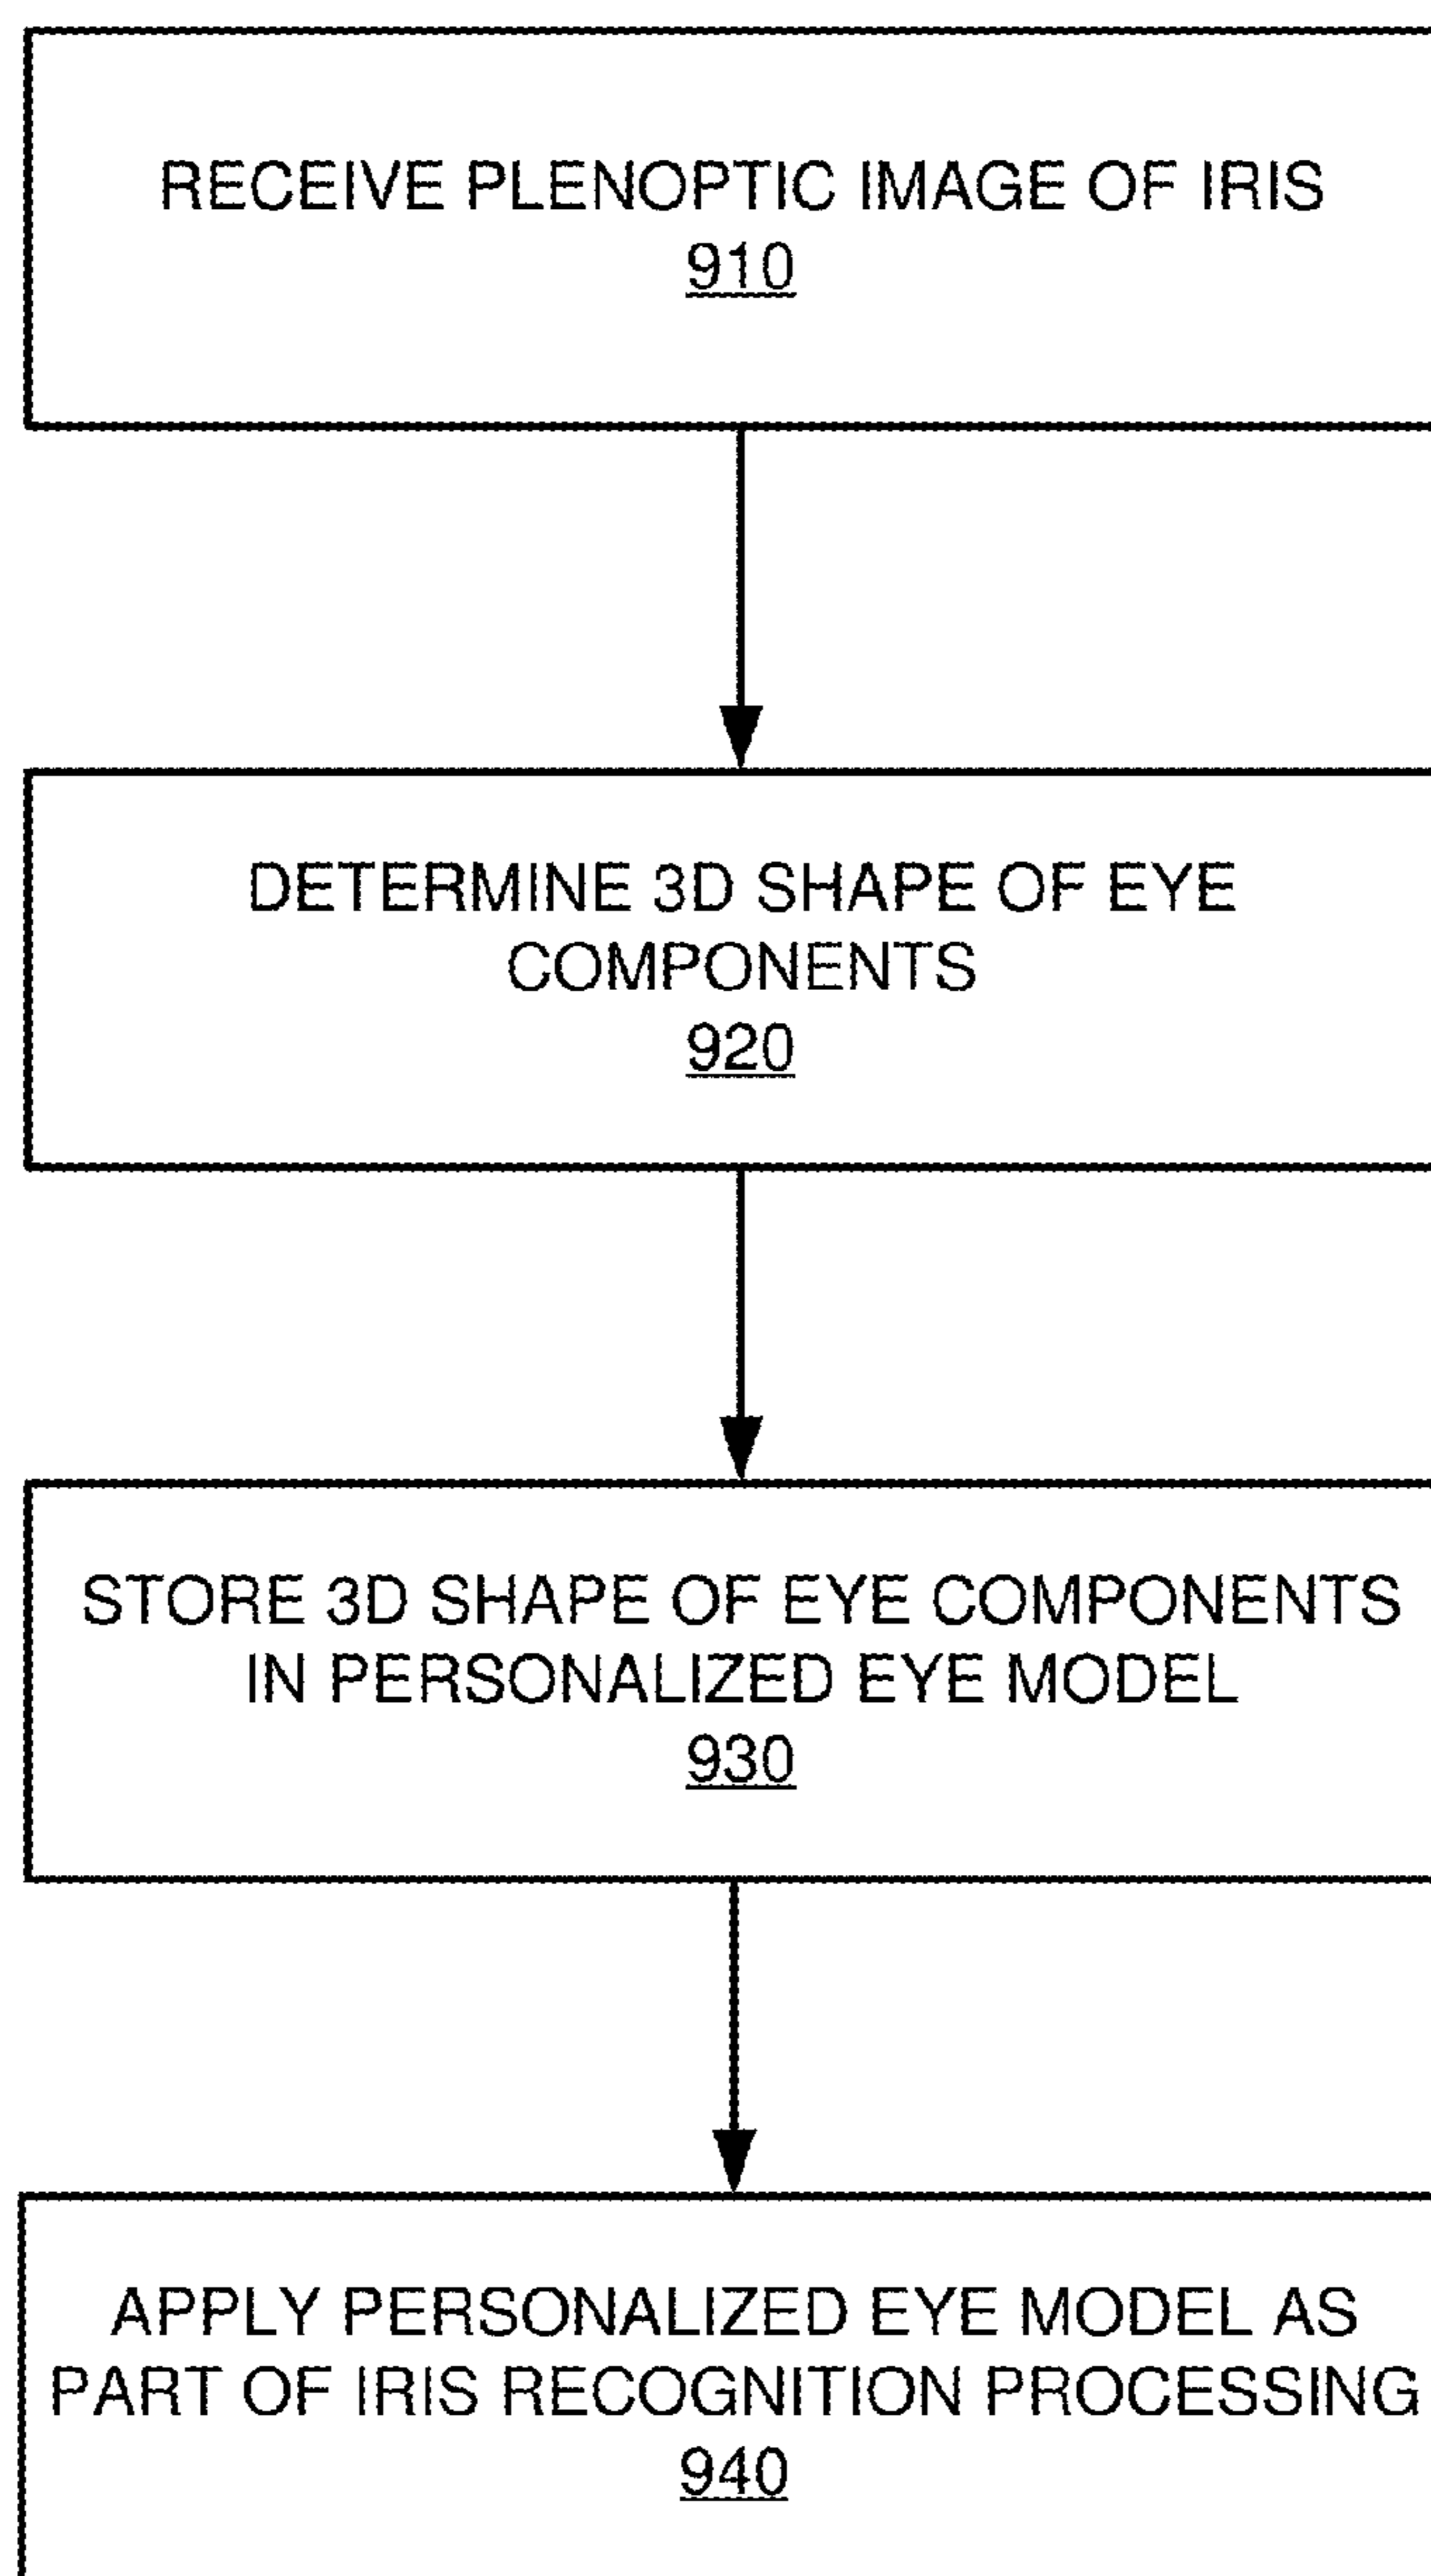 RECEIVE PLENOPTIC IMAGE OF IRIS
910
DETERMINE 3D SHAPE OF EYE
COMPONENTS
920
STORE 3D SHAPE OF EYE COMPONENTS
IN PERSONALIZED EYE MODEL
930
APPLY PERSONALIZED EYE MODEL AS
PART OF IRIS RECOGNITION PROCESSING
940